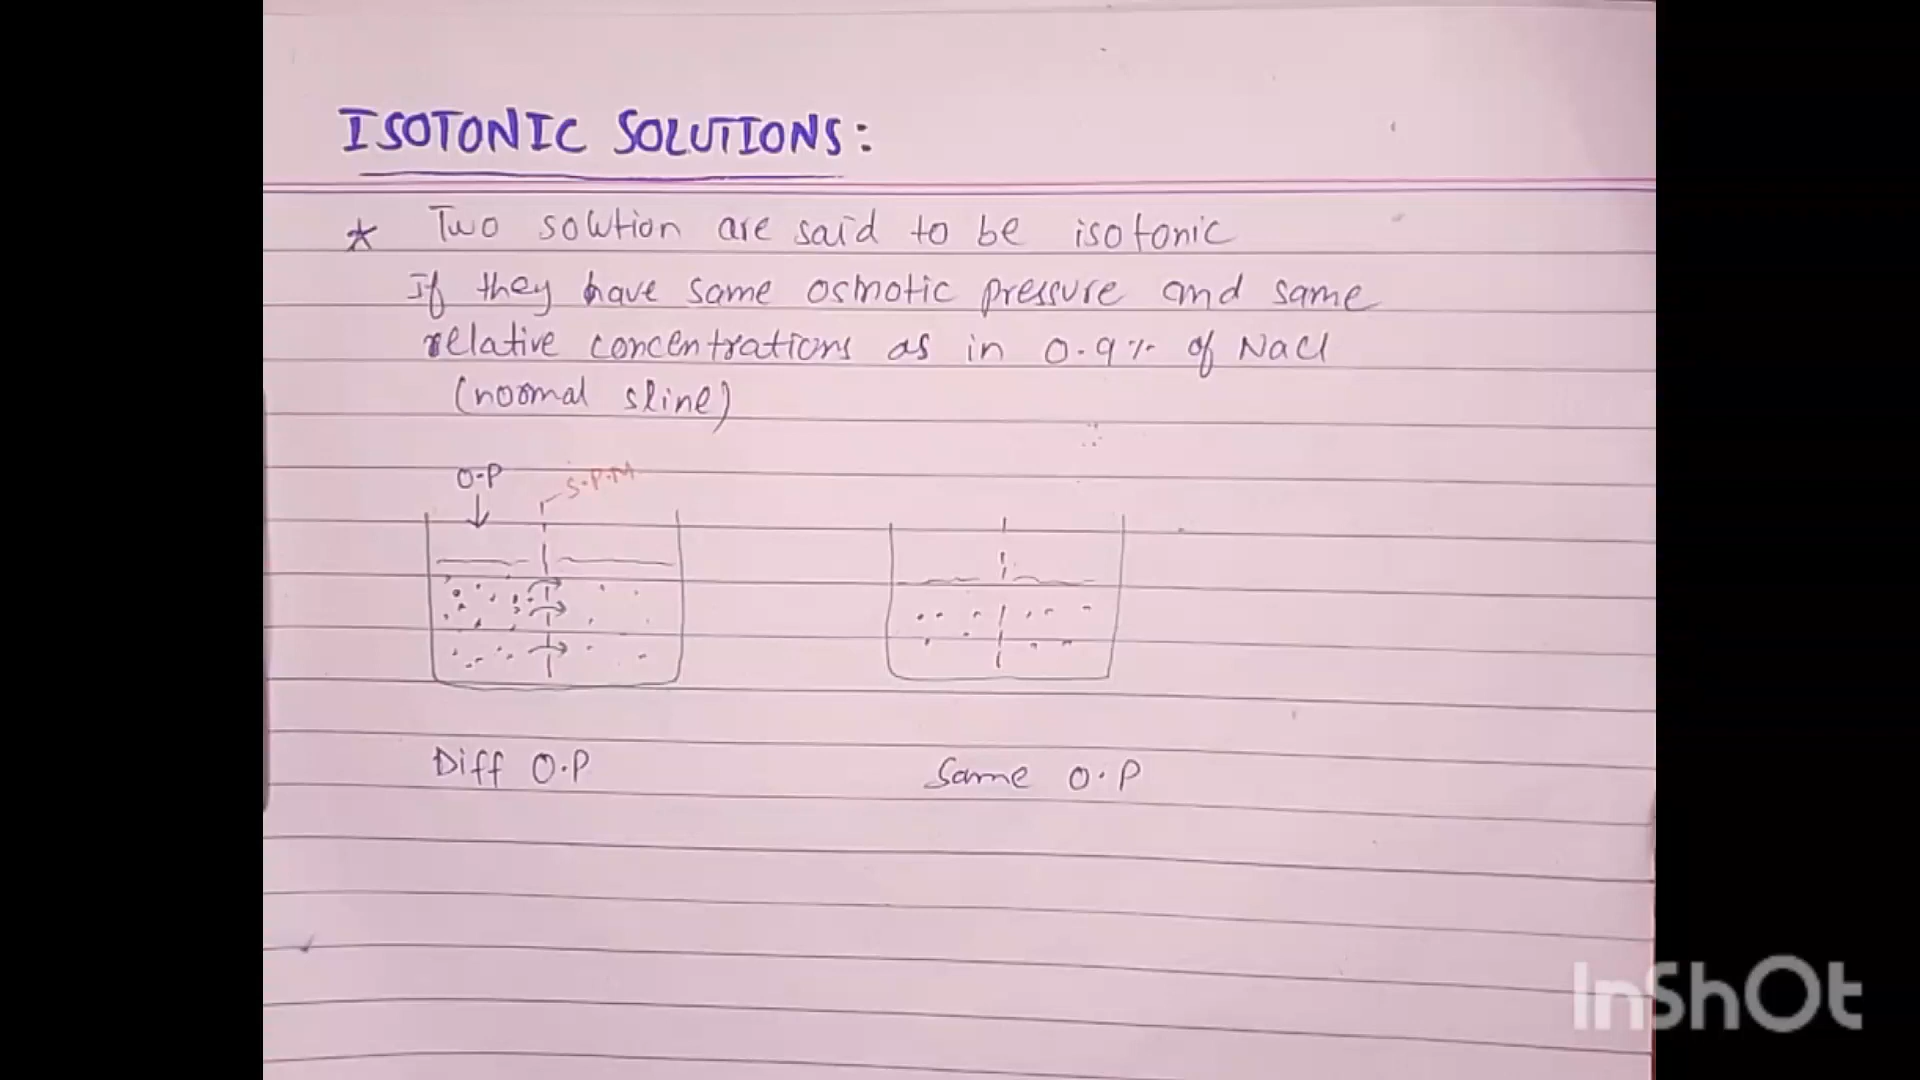 ISOTONIC SOLUTIONS:
* Two solution are said to be isotonic
If they have same osmotic pressure and same
relative concentrations as in 0.9% of NaCl
(normal sline)
O.P
S.P.M
Diff O.P
Same O.P
InShOt